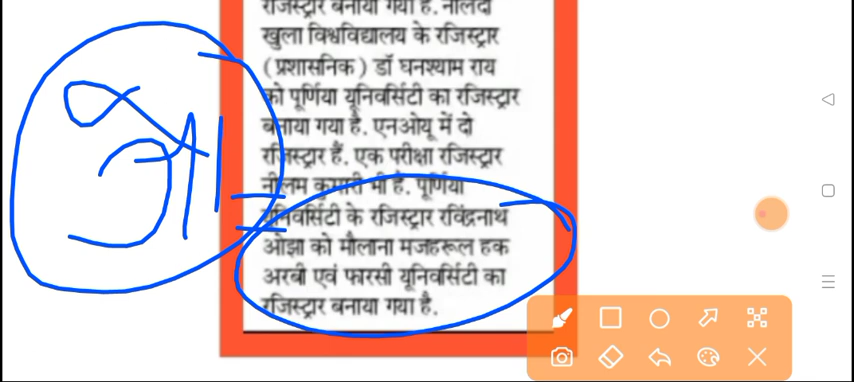 रजिस्ट्रार बनाया गया है. नालंदा
खुला विश्वविद्यालय के रजिस्ट्रार
(प्रशासनिक) डॉ घनश्याम राय
को पूर्णिया यूनिवर्सिटी का रजिस्ट्रार
बनाया गया है. एनओयू में दो
रजिस्ट्रार हैं. एक परीक्षा रजिस्ट्रार
नीलम कुमारी भी है. पूर्णिया
यूनिवर्सिटी के रजिस्ट्रार रविंद्रनाथ
ओझा को मौलाना मजहरूल हक
अरबी एवं फारसी यूनिवर्सिटी का
रजिस्ट्रार बनाया गया है.